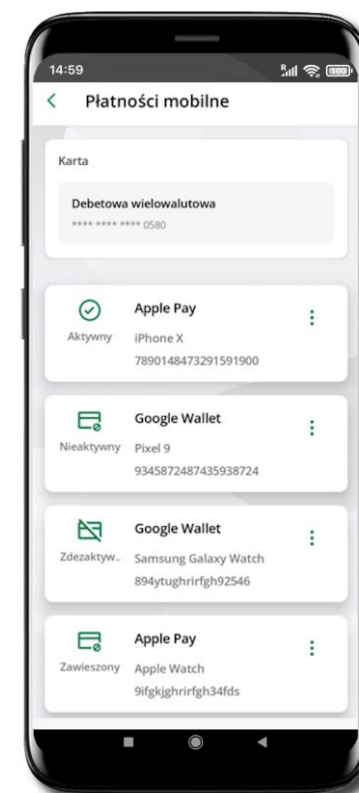 14:59
R
100
Płatności mobilne
Karta
Debetowa wielowalutowa
**** **** **** 0580
Apple Pay
Aktywny
iPhone X
7890148473291591900
Google Wallet
Nieaktywny
Pixel 9
9345872487435938724
Google Wallet
Zdezaktyw..
Samsung Galaxy Watch
894ytughrirfgh92546
Apple Pay
Zawieszony
Apple Watch
9ifgkjghrirfgh34fds